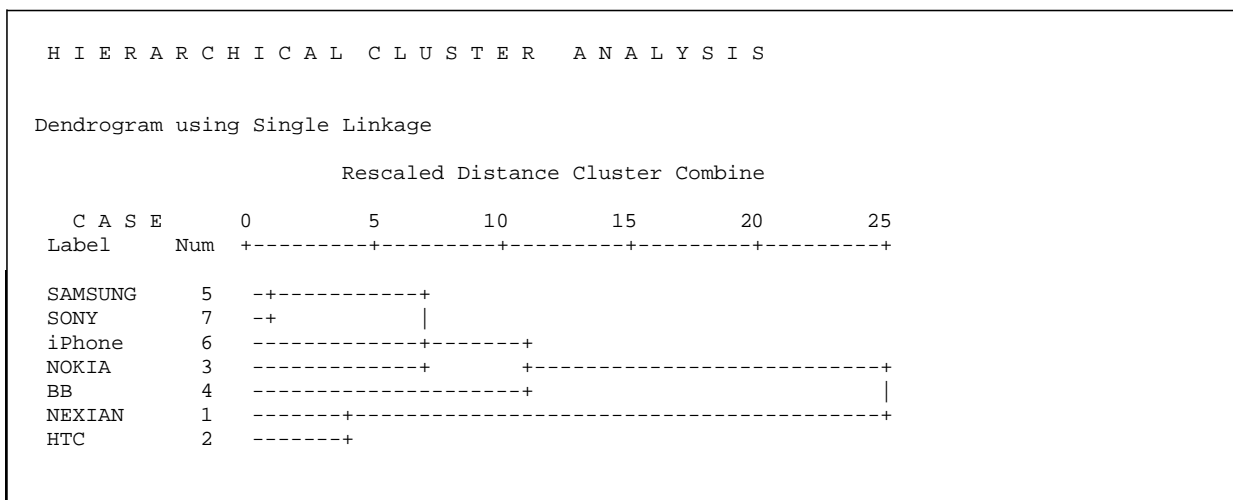 H I E R A R C H I C A L  C L U S T E R   A N A L Y S I S
Dendrogram using Single Linkage
                         Rescaled Distance Cluster Combine
   C A S E      0         5        10        15        20        25
 Label     Num  +---------+---------+---------+---------+---------+
 SAMSUNG     5   -+-----------+
 SONY        7   -+           |
 iPhone      6   -------------+-------+
 NOKIA       3   -------------+       +---------------------------+
 BB          4   ---------------------+                           |
 NEXIAN      1   -------+-----------------------------------------+
 HTC         2   -------+